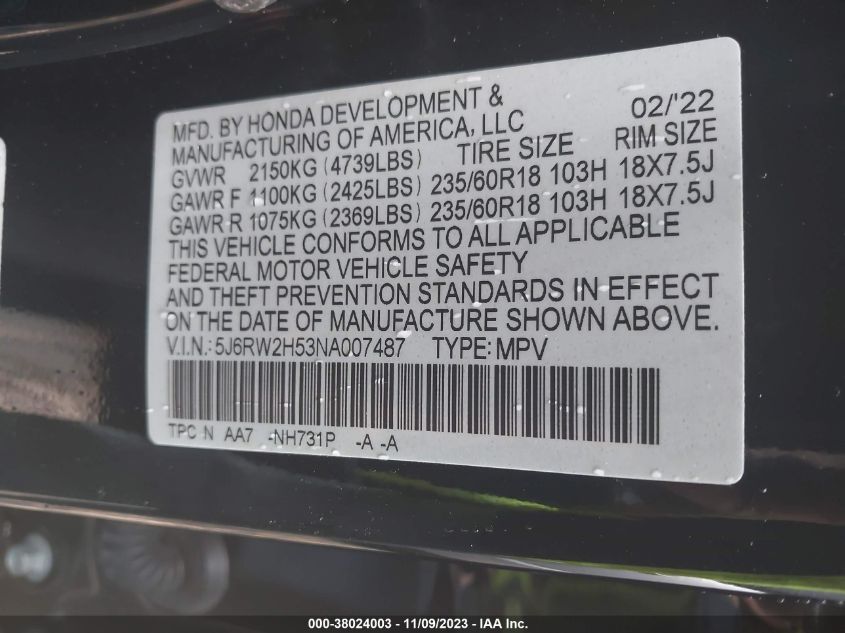 MFD. BY HONDA DEVELOPMENT & 02/'22
MANUFACTURING OF AMERICA, LLC
GVWR 2150KG (4739LBS) TIRE SIZE RIM SIZE
GAWR F 1100KG (2425LBS) 235/60R18 103H 18X7.5J
GAWR R 1075KG (2369LBS) 235/60R18 103H 18X7.5J
THIS VEHICLE CONFORMS TO ALL APPLICABLE
FEDERAL MOTOR VEHICLE SAFETY
AND THEFT PREVENTION STANDARDS IN EFFECT
ON THE DATE OF MANUFACTURE SHOWN ABOVE.
V.I.N.: 5J6RW2H53NA007487 TYPE: MPV
TPC N AA7 -NH731P -A -A
000-38024003 - 11/09/2023 - IAA Inc.